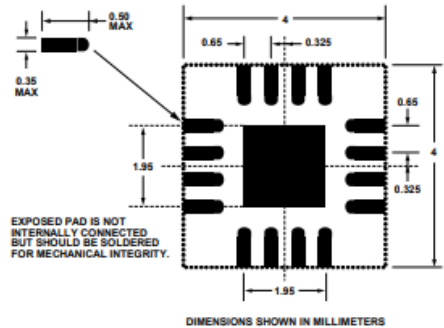 0.50
MAX
4
0.65
0.325
0.35
MAX
0.65
4
1.95
0.325
EXPOSED PAD IS NOT
INTERNALLY CONNECTED
BUT SHOULD BE SOLDERED
FOR MECHANICAL INTEGRITY.
1.95
DIMENSIONS SHOWN IN MILLIMETERS